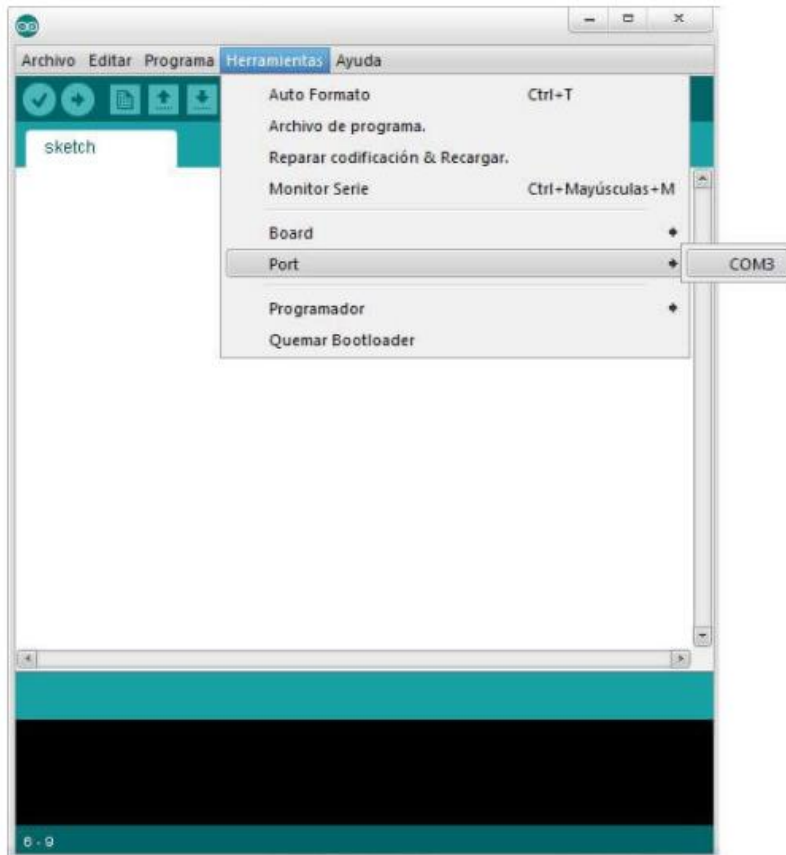 Archivo Editar Programa Herramientas Ayuda
sketch
Auto Formato Ctrl+T
Archivo de programa.
Reparar codificación & Recargar.
Monitor Serie Ctrl+Mayúsculas+M
Board
Port
COM3
Programador
Quemar Bootloader
6 - 9